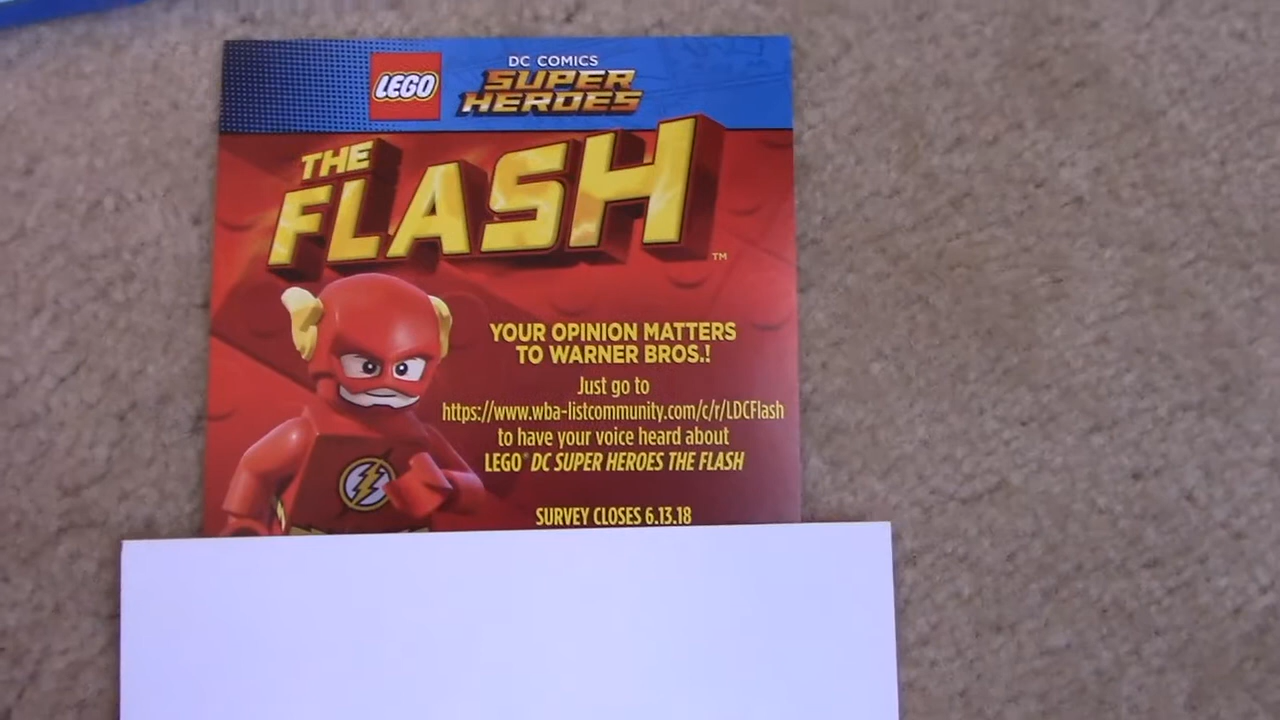 LEGO
DC COMICS
SUPER
HEROES
THE
FLASH
™
YOUR OPINION MATTERS
TO WARNER BROS.!
Just go to
https://www.wba-listcommunity.com/c/r/LDCFlash
to have your voice heard about
LEGO® DC SUPER HEROES THE FLASH
SURVEY CLOSES 6.13.18